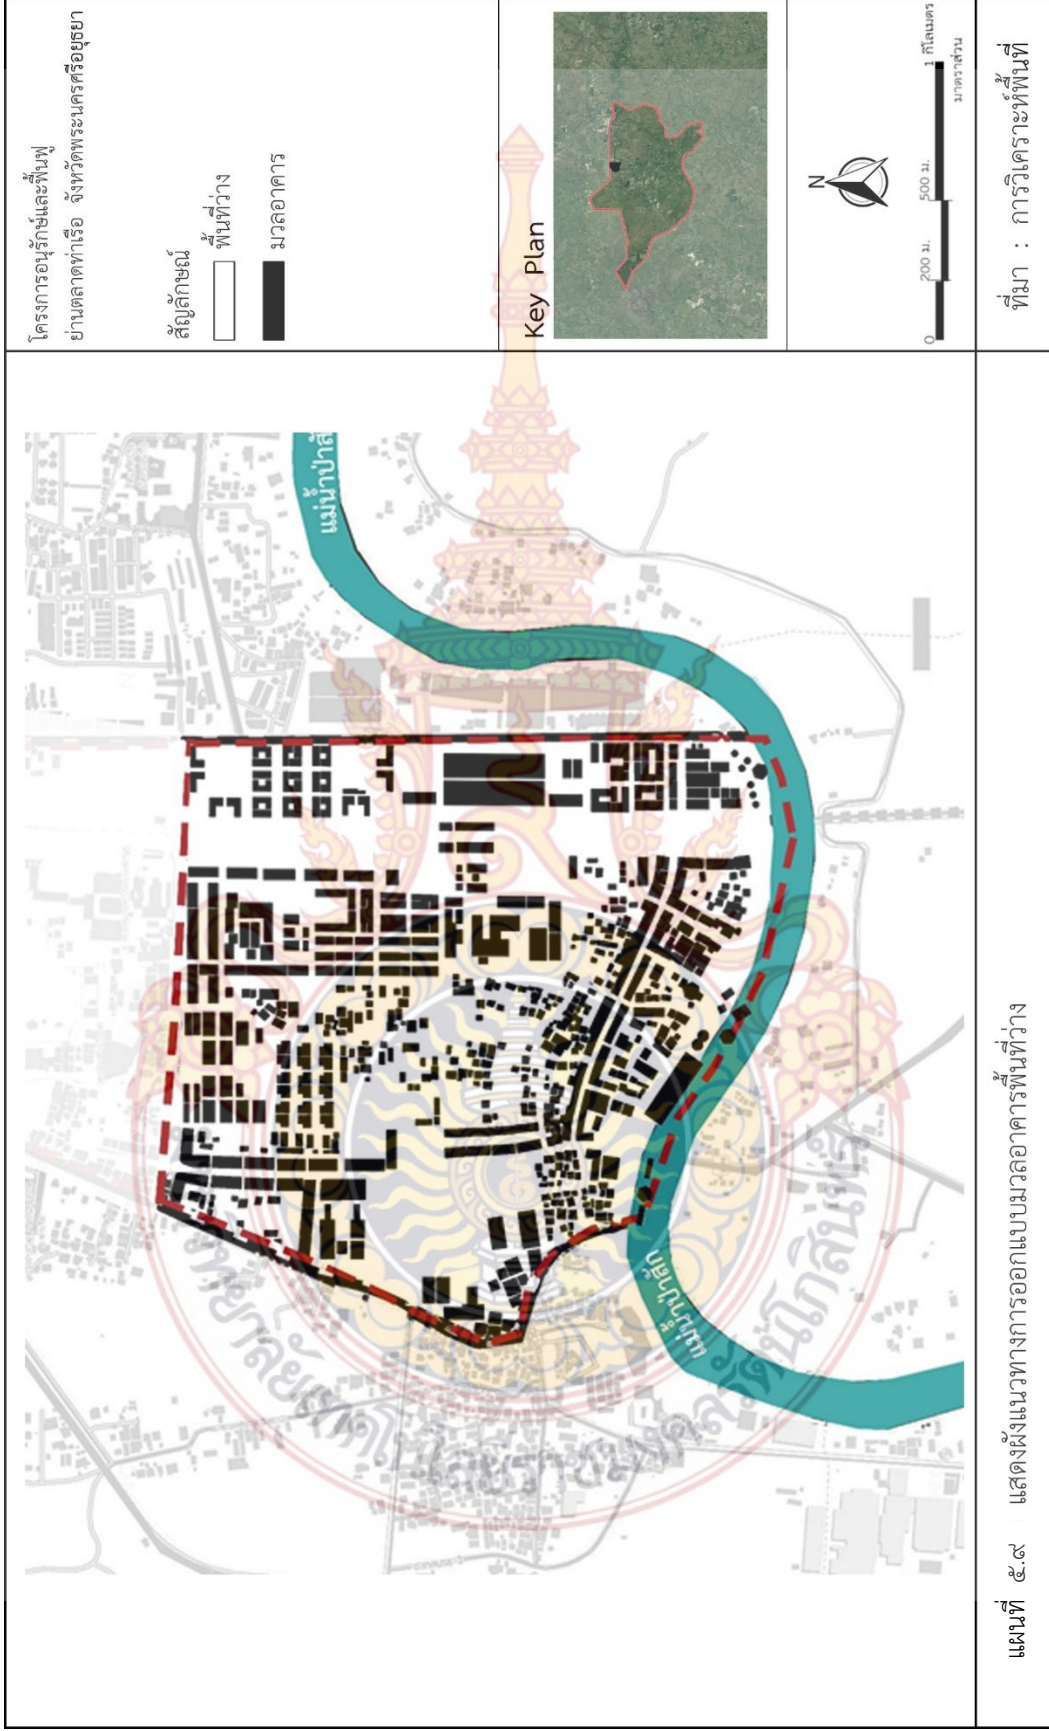 โครงการอนุรักษ์และฟื้นฟู
ย่านตลาดท่าเรือ จังหวัดพระนครศรีอยุธยา
สัญลักษณ์
พื้นที่ว่าง
มวลอาคาร
Key Plan
N
0 200 ม. 500 ม. 1 กิโลเมตร
มาตราส่วน
ที่มา : การวิเคราะห์พื้นที่
แม่น้ำป่าสั
แม่น้ำป่าสัก
แผนที่ ๕.๙ แสดงผังแนวทางการออกแบบมวลอาคารพื้นที่ว่าง